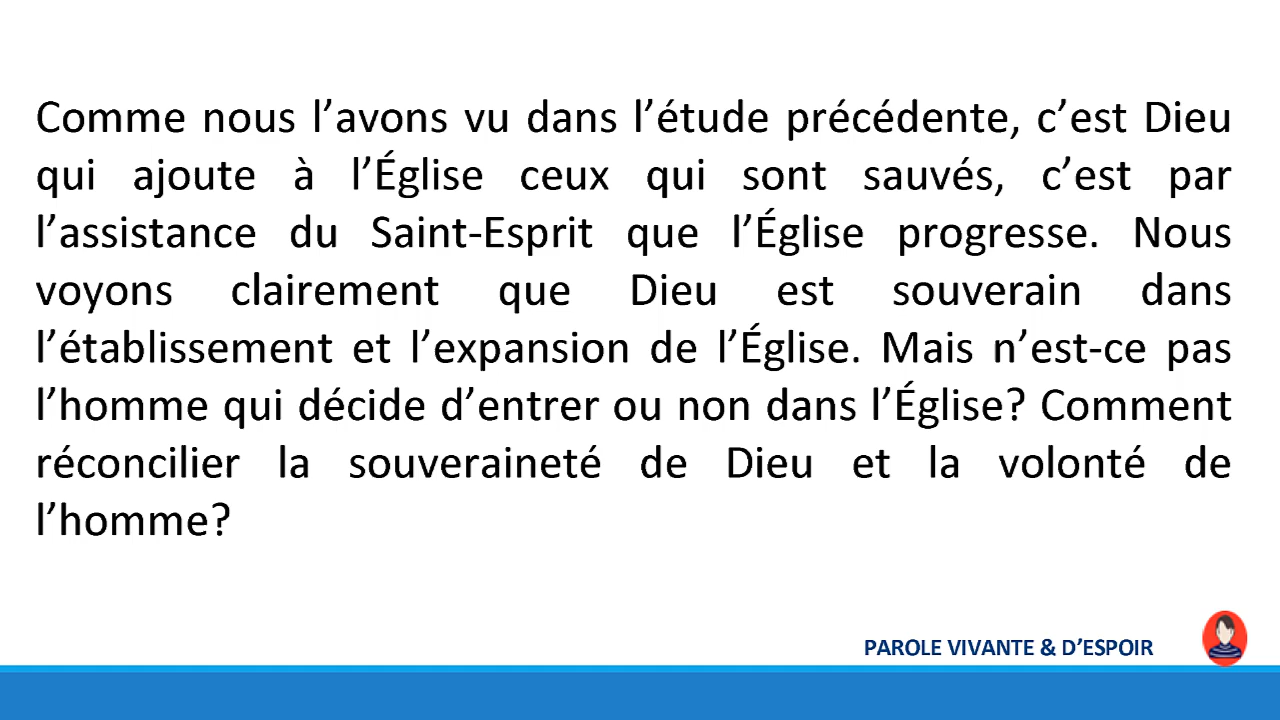 Comme nous l’avons vu dans l’étude précédente, c’est Dieu
qui ajoute à l’Église ceux qui sont sauvés, c’est par
l’assistance du Saint-Esprit que l’Église progresse. Nous
voyons clairement que Dieu est souverain dans
l’établissement et l’expansion de l’Église. Mais n’est-ce pas
l’homme qui décide d’entrer ou non dans l’Église? Comment
réconcilier la souveraineté de Dieu et la volonté de
l’homme?
PAROLE VIVANTE & D’ESPOIR